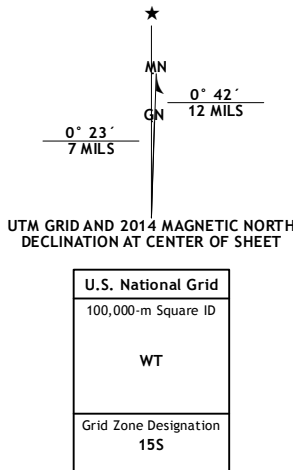 ★
MN
0° 42´
12 MILS
GN
0° 23´
7 MILS
UTM GRID AND 2014 MAGNETIC NORTH
DECLINATION AT CENTER OF SHEET
U.S. National Grid
100,000-m Square ID
WT
Grid Zone Designation
15S